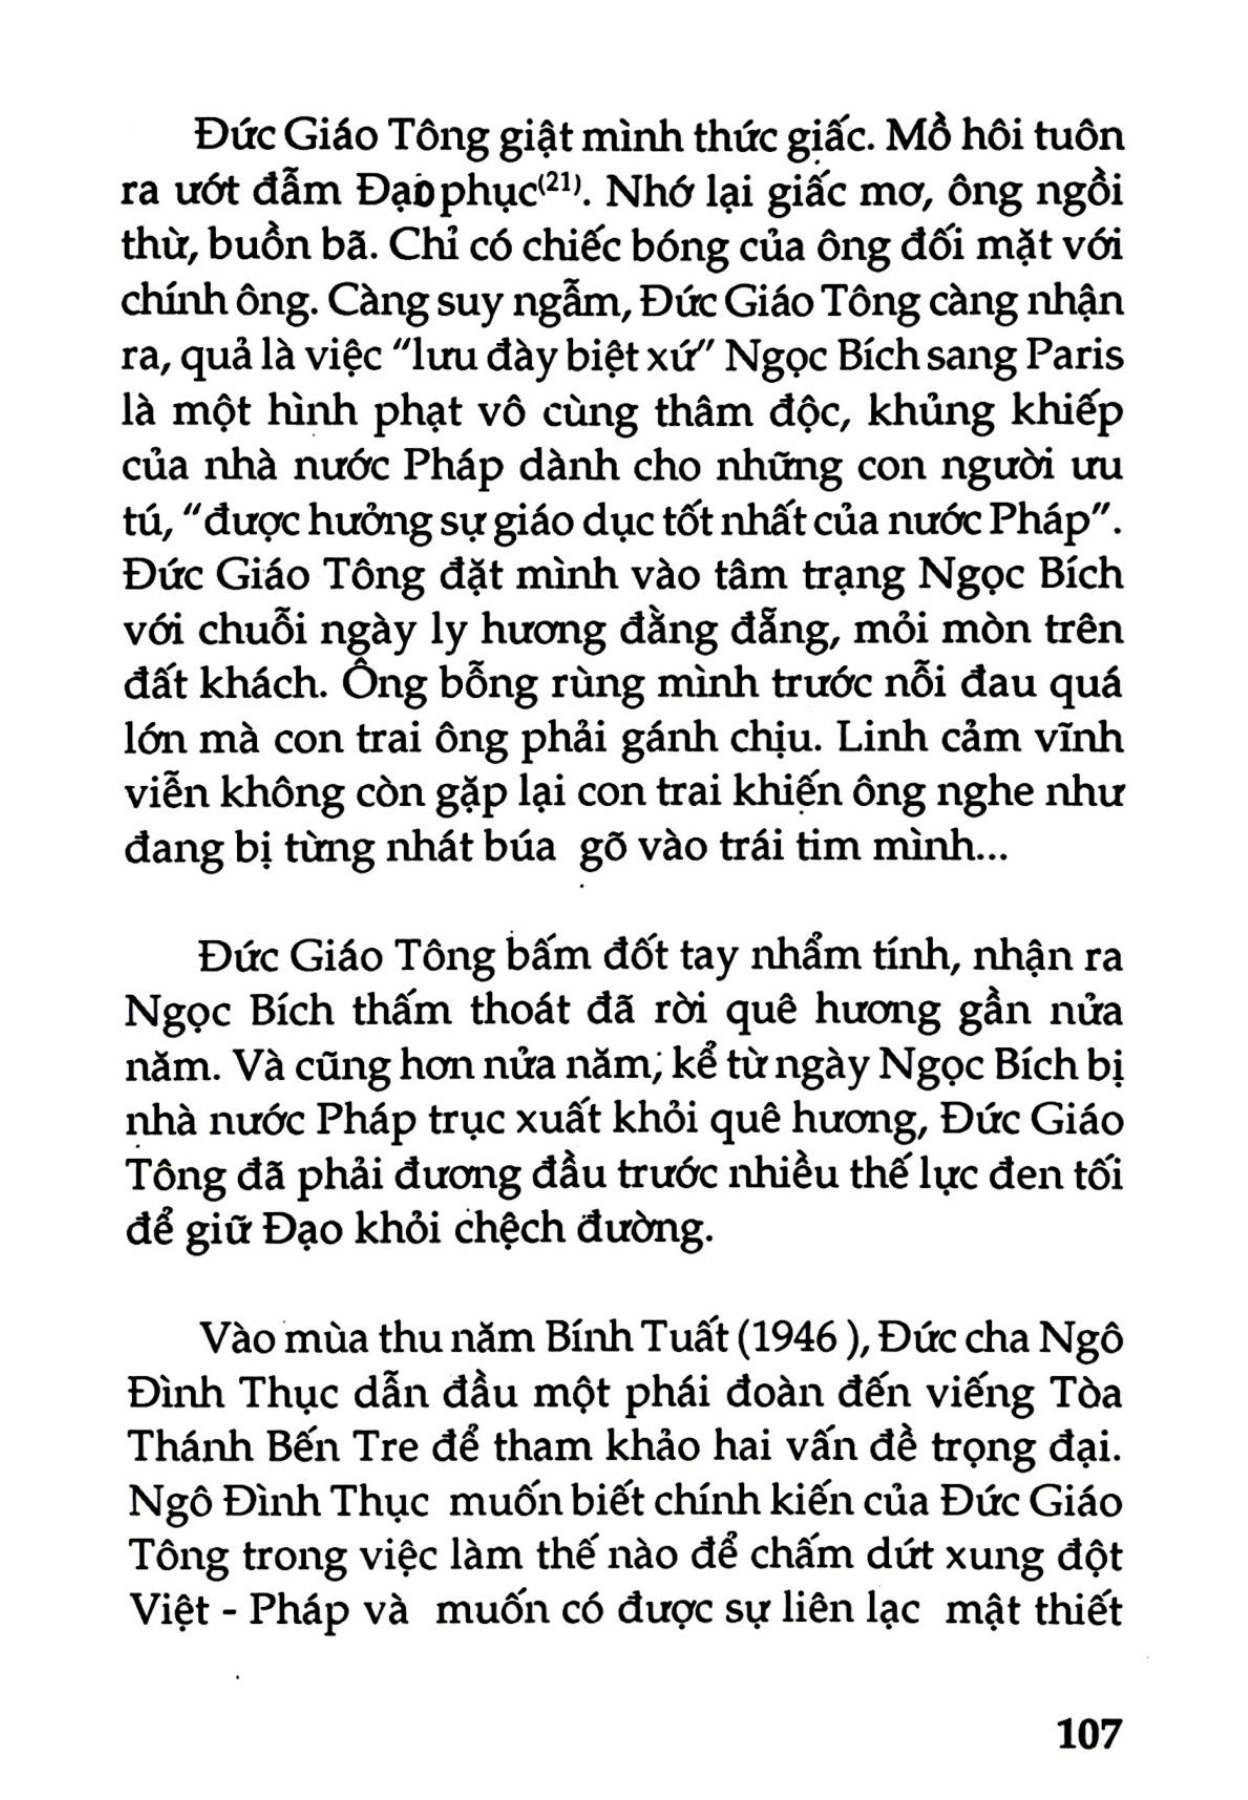 Đức Giáo Tông giật mình thức giấc. Mồ hôi tuôn
ra ướt đẫm Đạo phục(21). Nhớ lại giấc mơ, ông ngồi
thừ, buồn bã. Chỉ có chiếc bóng của ông đối mặt với
chính ông. Càng suy ngẫm, Đức Giáo Tông càng nhận
ra, quả là việc "lưu đày biệt xứ" Ngọc Bích sang Paris
là một hình phạt vô cùng thâm độc, khủng khiếp
của nhà nước Pháp dành cho những con người ưu
tú, "được hưởng sự giáo dục tốt nhất của nước Pháp".
Đức Giáo Tông đặt mình vào tâm trạng Ngọc Bích
với chuỗi ngày ly hương đằng đẵng, mỏi mòn trên
đất khách. Ông bỗng rùng mình trước nỗi đau quá
lớn mà con trai ông phải gánh chịu. Linh cảm vĩnh
viễn không còn gặp lại con trai khiến ông nghe như
đang bị từng nhát búa gõ vào trái tim mình...
Đức Giáo Tông bấm đốt tay nhẩm tính, nhận ra
Ngọc Bích thấm thoát đã rời quê hương gần nửa
năm. Và cũng hơn nửa năm, kể từ ngày Ngọc Bích bị
nhà nước Pháp trục xuất khỏi quê hương, Đức Giáo
Tông đã phải đương đầu trước nhiều thế lực đen tối
để giữ Đạo khỏi chệch đường.
Vào mùa thu năm Bính Tuất (1946 ), Đức cha Ngô
Đình Thục dẫn đầu một phái đoàn đến viếng Tòa
Thánh Bến Tre để tham khảo hai vấn đề trọng đại.
Ngô Đình Thục muốn biết chính kiến của Đức Giáo
Tông trong việc làm thế nào để chấm dứt xung đột
Việt - Pháp và muốn có được sự liên lạc mật thiết
107